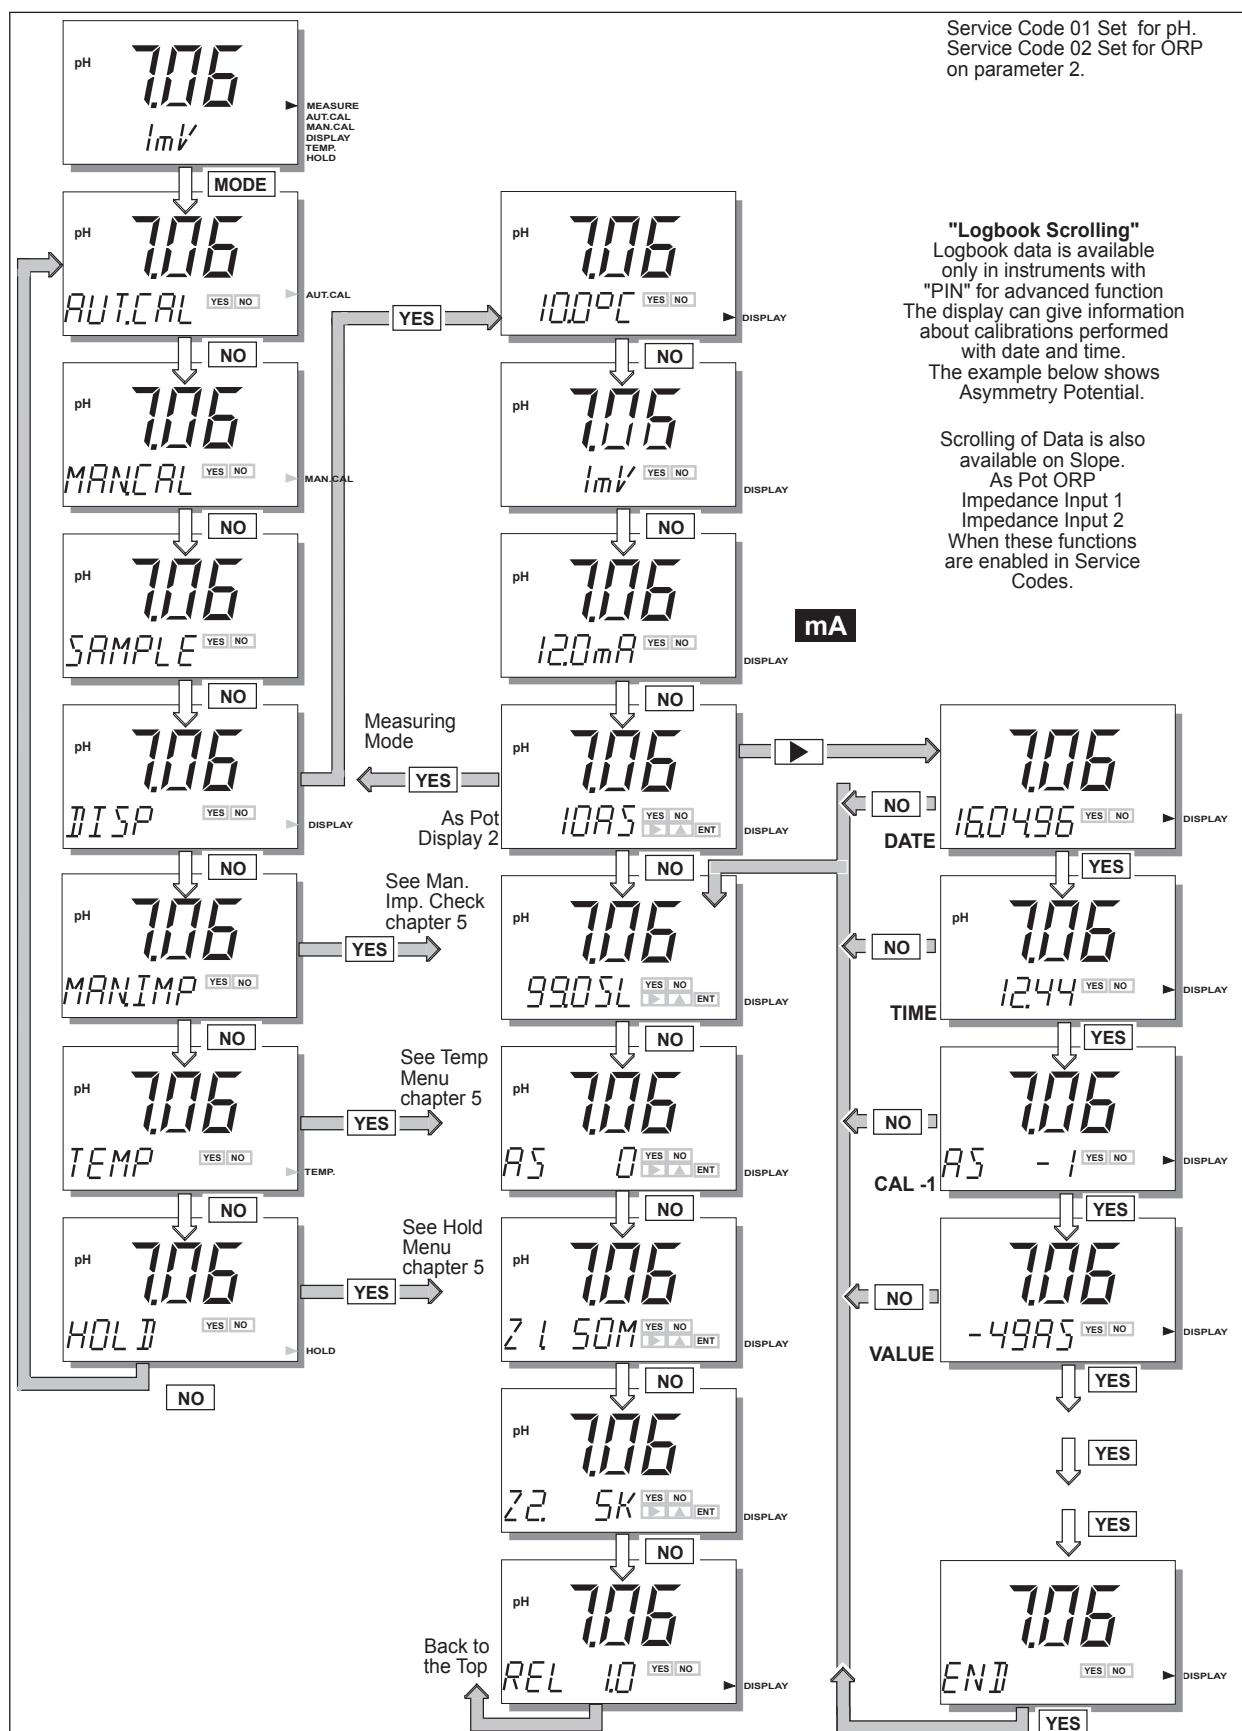 Service Code 01 Set for pH.
Service Code 02 Set for ORP
on parameter 2.
pH
7.06
1mV
MEASURE
AUT.CAL
MAN.CAL
DISPLAY
TEMP.
HOLD
MODE
pH
7.06
AUT.CAL
YES NO
AUT.CAL
NO
pH
7.06
MAN.CAL
YES NO
MAN.CAL
NO
pH
7.06
SAMPLE
YES NO
NO
pH
7.06
DISP
YES NO
DISPLAY
NO
pH
7.06
MAN.IMP
YES NO
NO
pH
7.06
TEMP
YES NO
TEMP.
NO
pH
7.06
HOLD
YES NO
HOLD
NO
YES
Measuring
Mode
YES
As Pot
Display 2
See Man.
Imp. Check
chapter 5
YES
See Temp
Menu
chapter 5
YES
See Hold
Menu
chapter 5
YES
pH
7.06
10.0°C
YES NO
DISPLAY
NO
pH
7.06
1mV
YES NO
DISPLAY
NO
pH
7.06
12.0mA
YES NO
DISPLAY
mA
NO
pH
7.06
10AS
YES NO
ENT
DISPLAY
NO
pH
7.06
99.0SL
YES NO
ENT
DISPLAY
NO
pH
7.06
AS 0
YES NO
ENT
DISPLAY
NO
pH
7.06
Z1. 50M
YES NO
ENT
DISPLAY
NO
pH
7.06
Z2. 5K
YES NO
ENT
DISPLAY
NO
pH
7.06
REL 1.0
YES NO
DISPLAY
Back to
the Top
"Logbook Scrolling"
Logbook data is available
only in instruments with
"PIN" for advanced function
The display can give information
about calibrations performed
with date and time.
The example below shows
Asymmetry Potential.
Scrolling of Data is also
available on Slope.
As Pot ORP
Impedance Input 1
Impedance Input 2
When these functions
are enabled in Service
Codes.
7.06
16.04.96
YES NO
DISPLAY
NO
DATE
YES
pH
7.06
12.44
YES NO
DISPLAY
NO
TIME
YES
7.06
AS -1
YES NO
DISPLAY
NO
CAL -1
YES
7.06
-49AS
YES NO
DISPLAY
NO
VALUE
YES
YES
YES
7.06
END
YES NO
DISPLAY
YES